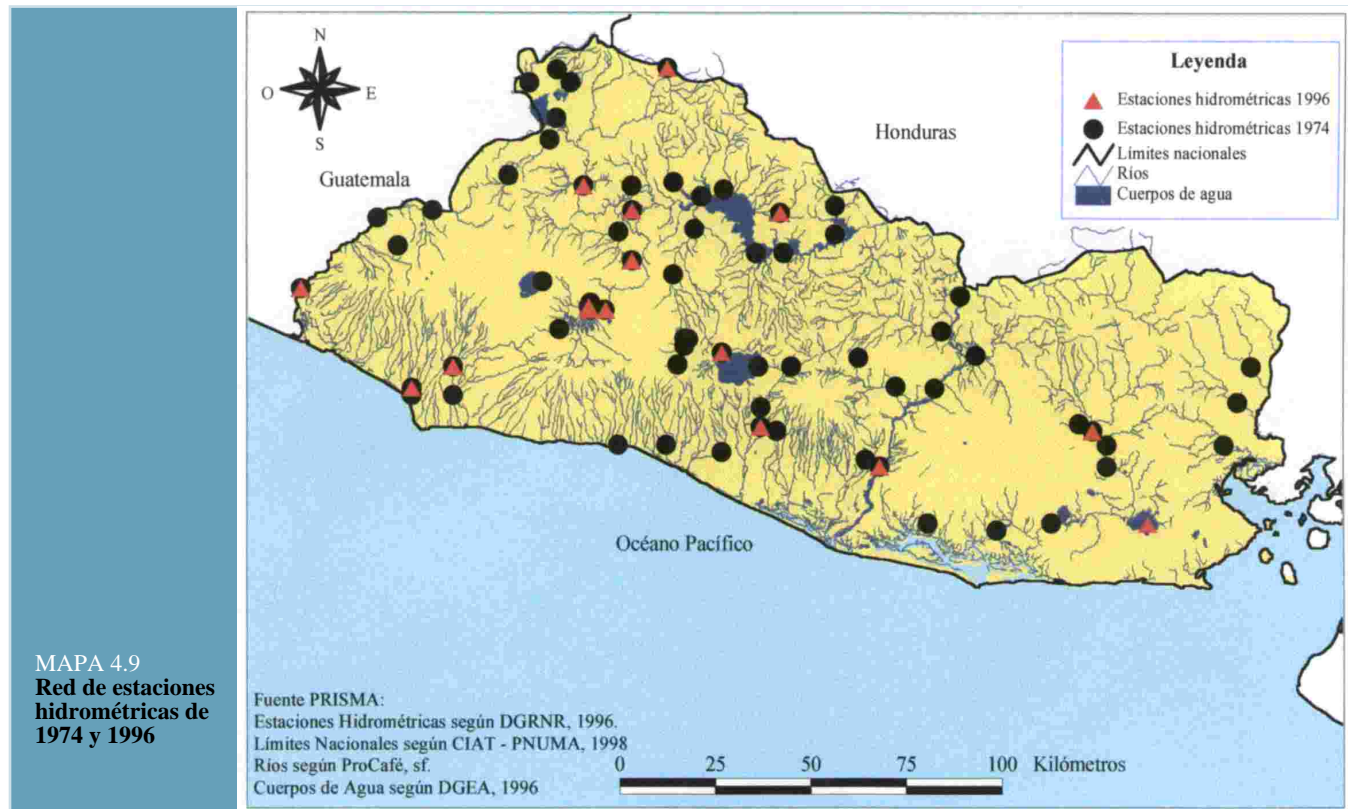 MAPA 4.9
Red de estaciones
hidrométricas de
1974 y 1996
N
O
E
S
Guatemala
Honduras
Océano Pacífico
Leyenda
Estaciones hidrométricas 1996
Estaciones hidrométricas 1974
Límites nacionales
Ríos
Cuerpos de agua
Fuente PRISMA:
Estaciones Hidrométricas según DGRNR, 1996.
Límites Nacionales según CIAT - PNUMA, 1998
Ríos según ProCafé, sf.
Cuerpos de Agua según DGEA, 1996
0 25 50 75 100 Kilómetros